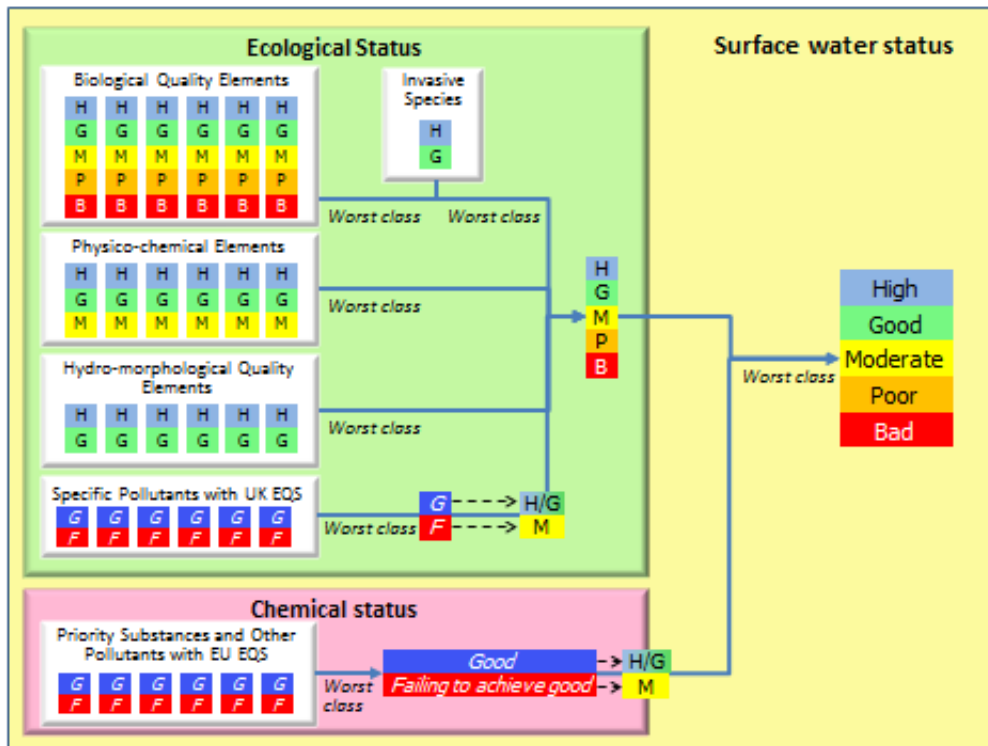 Surface water status
Ecological Status
Biological Quality Elements
H H H H H H
G G G G G G
M M M M M M
P P P P P P
B B B B B B
Invasive
Species
H
G
Worst class
Worst class
Physico-chemical Elements
H H H H H H
G G G G G G
M M M M M M
Worst class
Hydro-morphological Quality
Elements
H H H H H H
G G G G G G
Worst class
Specific Pollutants with UK EQS
G G G G G G
F F F F F F
Worst class
G
F
H/G
M
H
G
M
P
B
Chemical status
Priority Substances and Other
Pollutants with EU EQS
G G G G G G
F F F F F F
Worst
class
Good
Failing to achieve good
H/G
M
Worst class
High
Good
Moderate
Poor
Bad